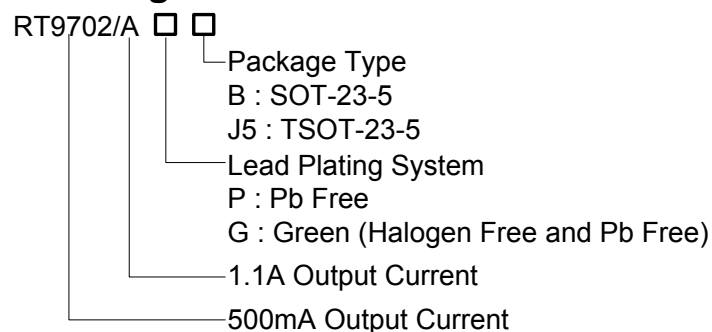 RT9702/A
Package Type
B : SOT-23-5
J5 : TSOT-23-5
Lead Plating System
P : Pb Free
G : Green (Halogen Free and Pb Free)
1.1A Output Current
500mA Output Current